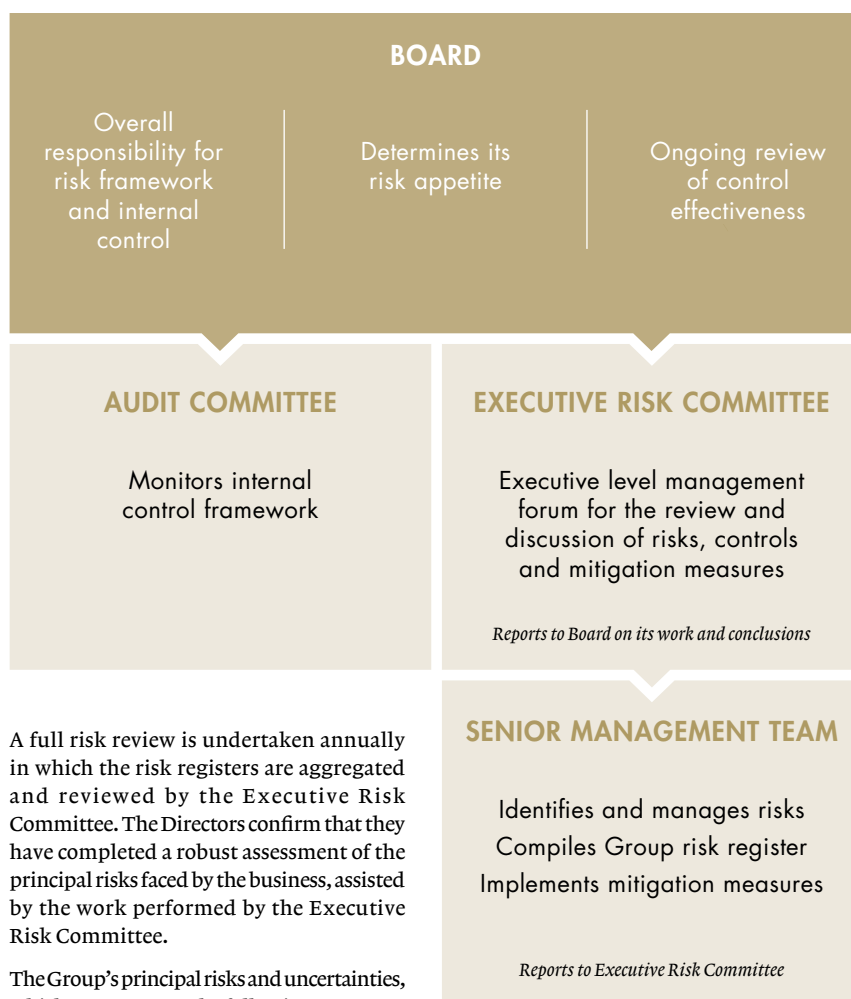 BOARD
Overall
responsibility for
risk framework
and internal
control
Determines its
risk appetite
Ongoing review
of control
effectiveness
AUDIT COMMITTEE
Monitors internal
control framework
EXECUTIVE RISK COMMITTEE
Executive level management
forum for the review and
discussion of risks, controls
and mitigation measures
Reports to Board on its work and conclusions
SENIOR MANAGEMENT TEAM
Identifies and manages risks
Compiles Group risk register
Implements mitigation measures
Reports to Executive Risk Committee
A full risk review is undertaken annually
in which the risk registers are aggregated
and reviewed by the Executive Risk
Committee. The Directors confirm that they
have completed a robust assessment of the
principal risks faced by the business, assisted
by the work performed by the Executive
Risk Committee.
The Group's principal risks and uncertainties,